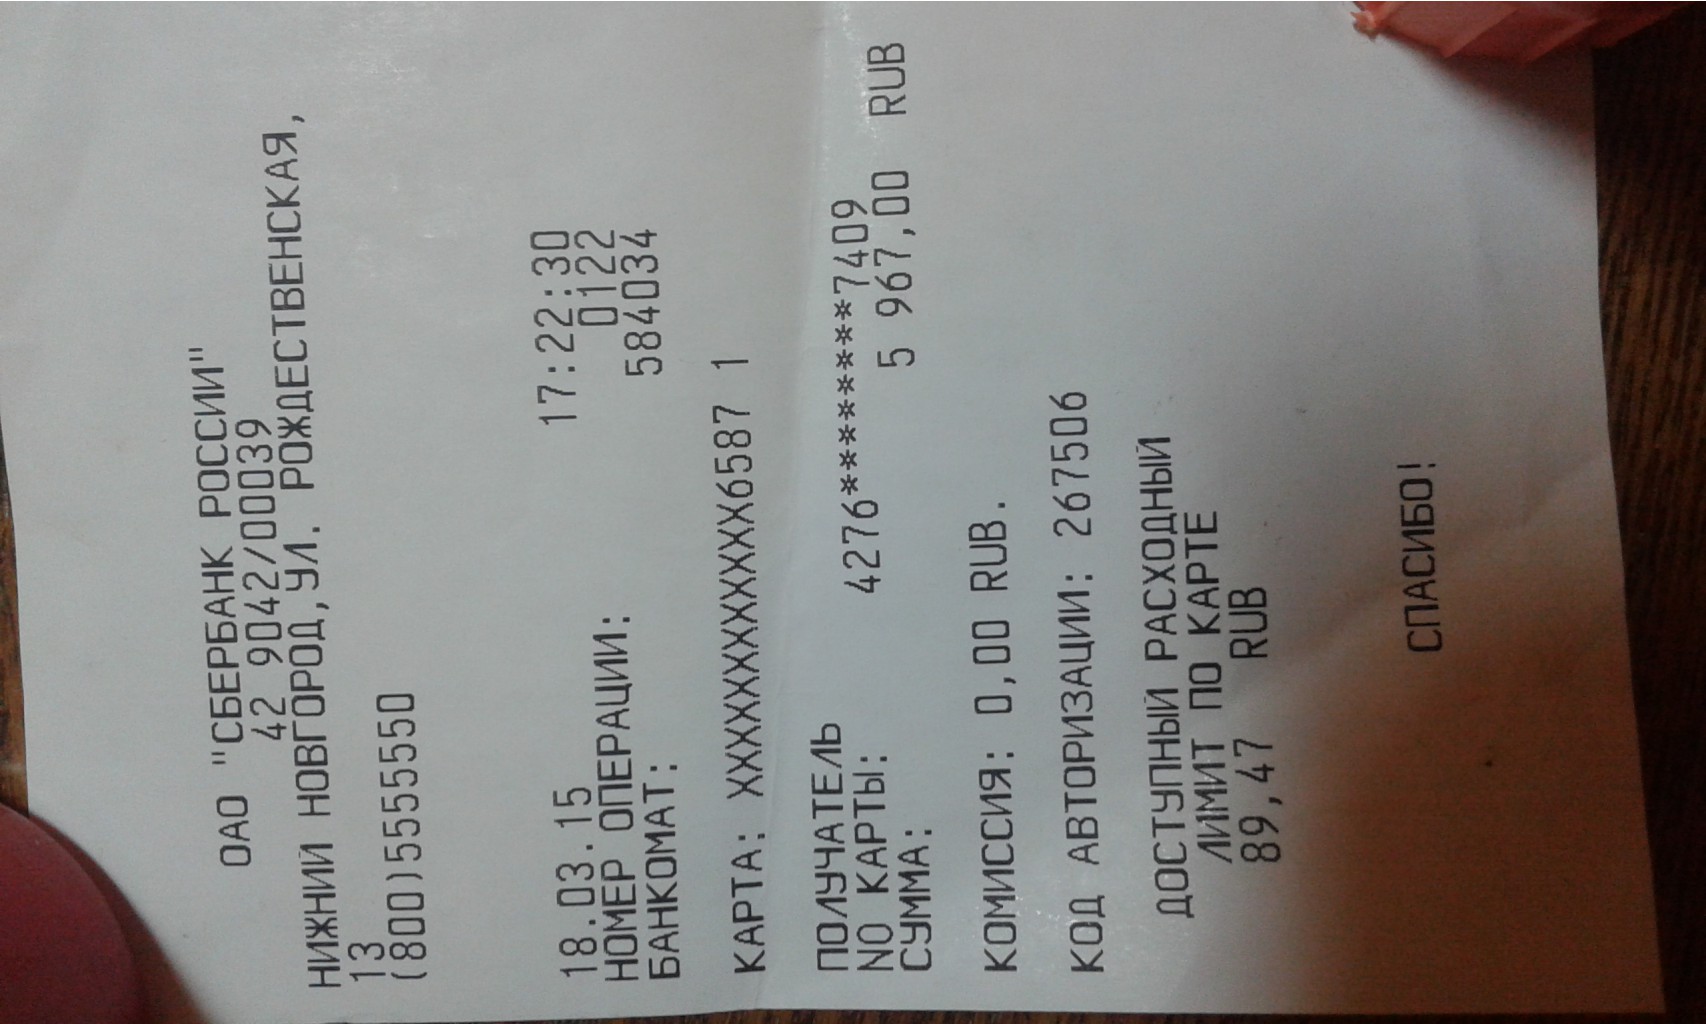 ОАО "СБЕРБАНК РОССИИ"
42 9042/00039
НИЖНИЙ НОВГОРОД,УЛ. РОЖДЕСТВЕНСКАЯ,
13
(800)5555550
18.03.15 17:22:30
НОМЕР ОПЕРАЦИИ: 0122
БАНКОМАТ: 584034
КАРТА: XXXXXXXXXXXXXX6587 1
ПОЛУЧАТЕЛЬ
NO КАРТЫ: 4276**********7409
СУММА: 5 967,00 RUB
КОМИССИЯ: 0,00 RUB.
КОД АВТОРИЗАЦИИ: 267506
ДОСТУПНЫЙ РАСХОДНЫЙ
ЛИМИТ ПО КАРТЕ
89,47 RUB
СПАСИБО!